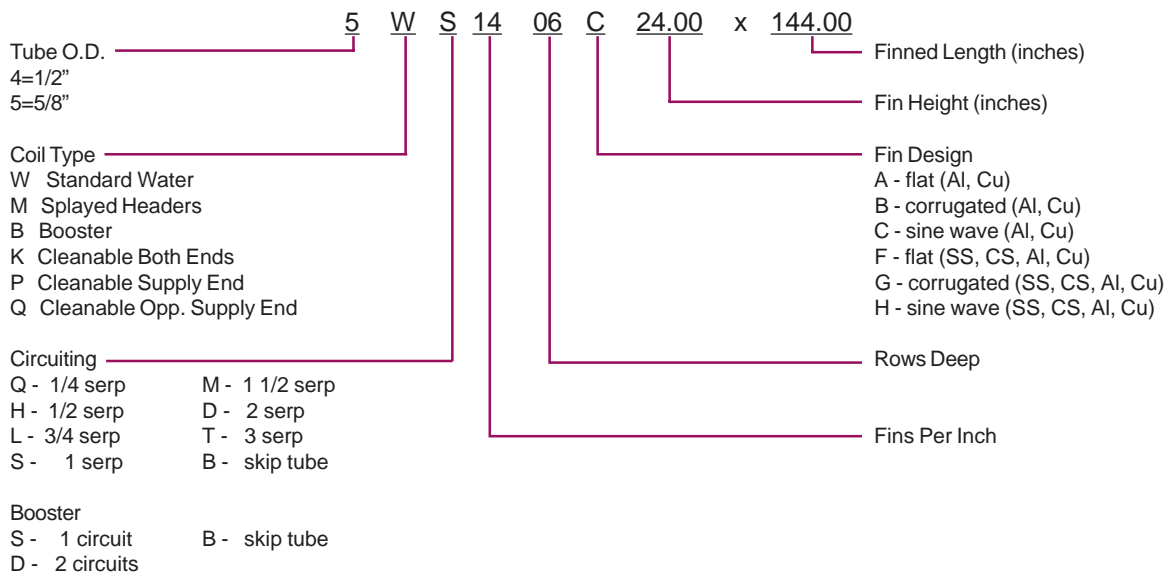 5 W S 14 06 C 24.00 x 144.00
Tube O.D.
4=1/2"
5=5/8"
Coil Type
W Standard Water
M Splayed Headers
B Booster
K Cleanable Both Ends
P Cleanable Supply End
Q Cleanable Opp. Supply End
Circuiting
Q - 1/4 serp M - 1 1/2 serp
H - 1/2 serp D - 2 serp
L - 3/4 serp T - 3 serp
S - 1 serp B - skip tube
Booster
S - 1 circuit B - skip tube
D - 2 circuits
Finned Length (inches)
Fin Height (inches)
Fin Design
A - flat (Al, Cu)
B - corrugated (Al, Cu)
C - sine wave (Al, Cu)
F - flat (SS, CS, Al, Cu)
G - corrugated (SS, CS, Al, Cu)
H - sine wave (SS, CS, Al, Cu)
Rows Deep
Fins Per Inch